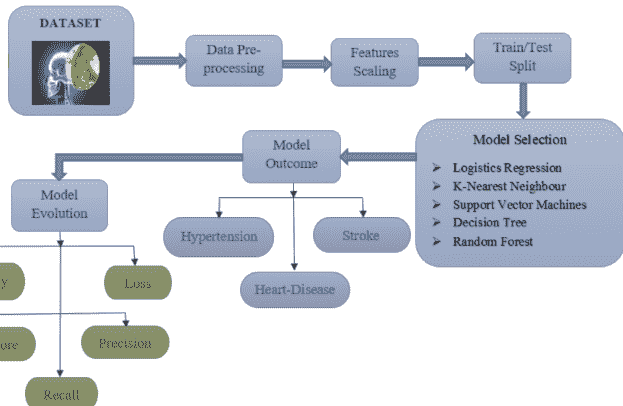 DATASET
Data Pre-
processing
Features
Scaling
Train/Test
Split
Model Selection
Logistics Regression
K-Nearest Neighbour
Support Vector Machines
Decision Tree
Random Forest
Model
Outcome
Hypertension
Stroke
Heart-Disease
Model
Evolution
y
Loss
ore
Precision
Recall